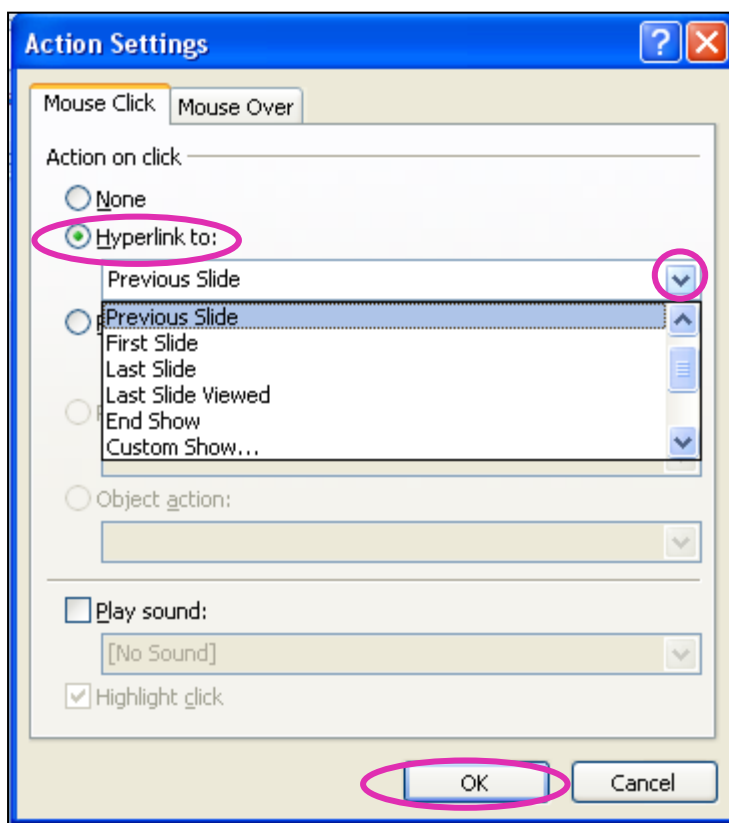 Action Settings
Mouse Click Mouse Over
Action on click
None
Hyperlink to:
Previous Slide
Previous Slide
First Slide
Last Slide
Last Slide Viewed
End Show
Custom Show...
Object action:
Play sound:
[No Sound]
Highlight click
OK Cancel